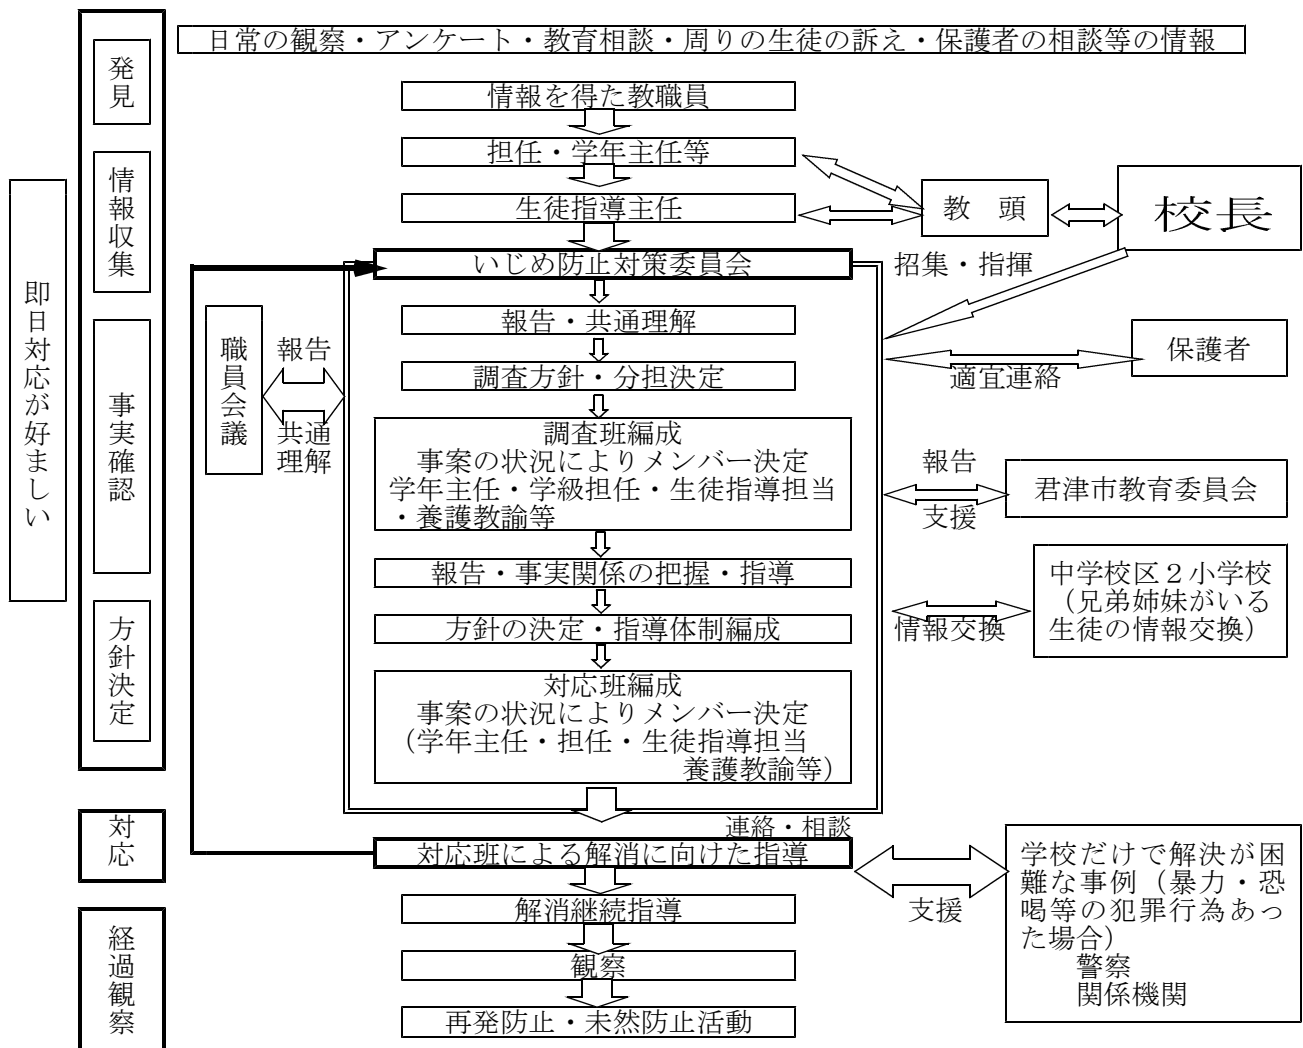 日常の観察・アンケート・教育相談・周りの生徒の訴え・保護者の相談等の情報
即日対応が好ましい
発見
情報収集
事実確認
方針決定
対応
経過観察
情報を得た教職員
担任・学年主任等
生徒指導主任
教　頭
校長
いじめ防止対策委員会
招集・指揮
報告・共通理解
職員会議
報告
共通
理解
保護者
適宜連絡
調査方針・分担決定
調査班編成
事案の状況によりメンバー決定
学年主任・学級担任・生徒指導担当
・養護教諭等
報告
支援
君津市教育委員会
報告・事実関係の把握・指導
中学校区２小学校
（兄弟姉妹がいる
生徒の情報交換）
情報交換
方針の決定・指導体制編成
対応班編成
事案の状況によりメンバー決定
（学年主任・担任・生徒指導担当
養護教諭等）
連絡・相談
対応班による解消に向けた指導
支援
学校だけで解決が困
難な事例（暴力・恐
喝等の犯罪行為あっ
た場合）
警察
関係機関
解消継続指導
観察
再発防止・未然防止活動